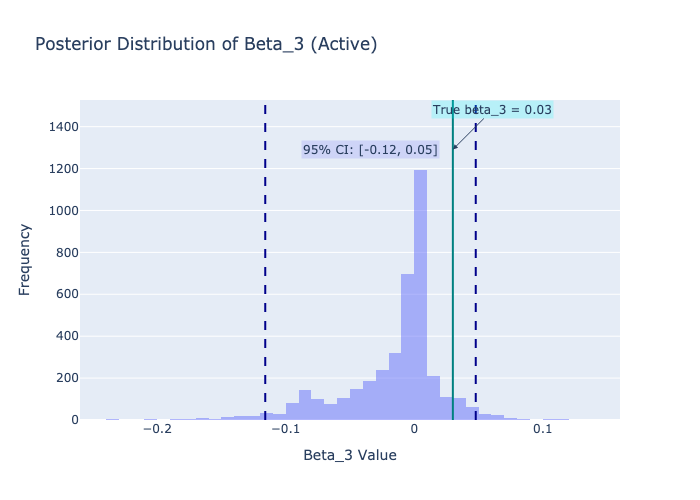 Posterior Distribution of Beta_3 (Active)
True beta_3 = 0.03
95% CI: [-0.12, 0.05]
1400
1200
1000
800
600
400
200
0
Frequency
−0.2
−0.1
0
0.1
Beta_3 Value